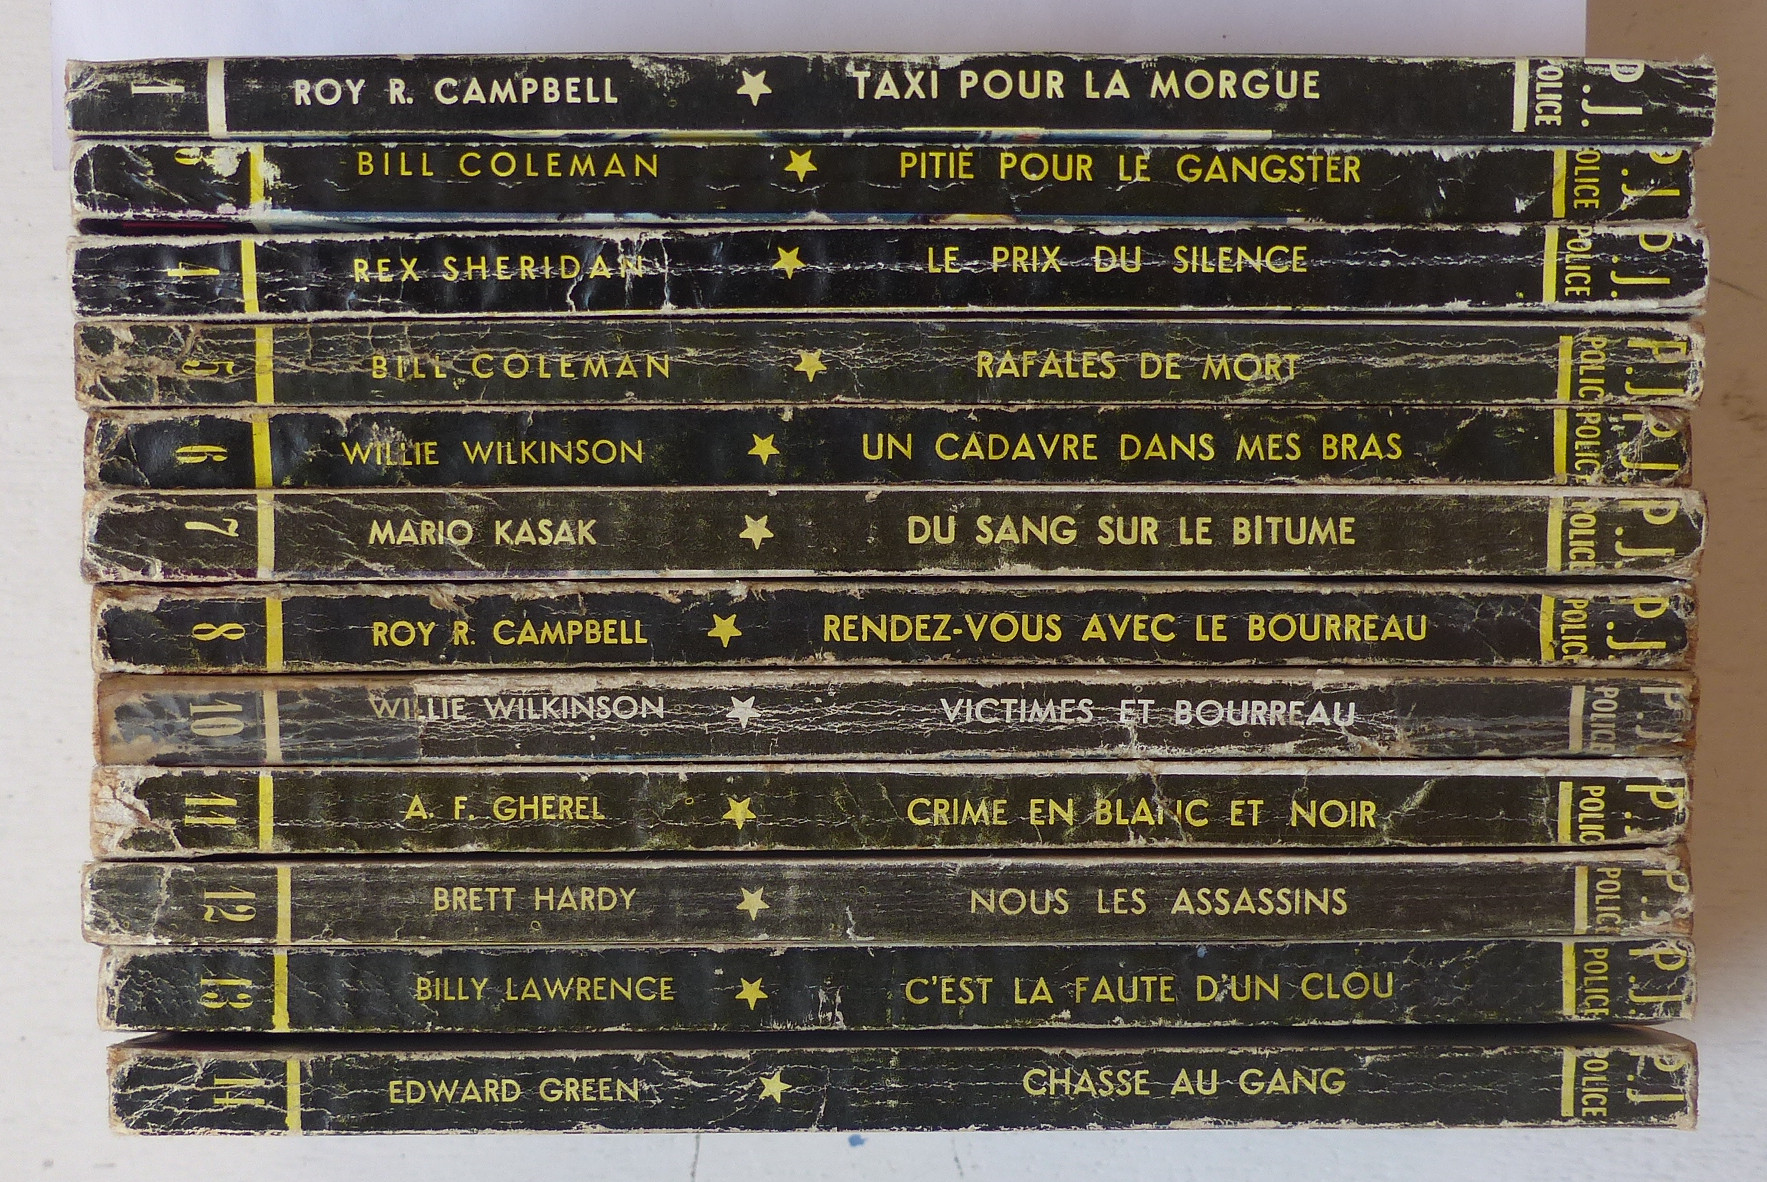 1 ROY R. CAMPBELL ★ TAXI POUR LA MORGUE POLICE P.J.
BILL COLEMAN ★ PITIE POUR LE GANGSTER POLICE P.J.
4 REX SHERIDAN ★ LE PRIX DU SILENCE POLICE P.J.
5 BILL COLEMAN ★ RAFALES DE MORT POLIC P.J.
6 WILLIE WILKINSON ★ UN CADAVRE DANS MES BRAS POLICE P.J.
7 MARIO KASAK ★ DU SANG SUR LE BITUME POLICE P.J.
8 ROY R. CAMPBELL ★ RENDEZ-VOUS AVEC LE BOURREAU POLICE P.J.
10 WILLIE WILKINSON ★ VICTIMES ET BOURREAU POLICE P.J.
11 A. F. GHEREL ★ CRIME EN BLANC ET NOIR POLIC P.J.
12 BRETT HARDY ★ NOUS LES ASSASSINS POLICE P.J.
13 BILLY LAWRENCE ★ C'EST LA FAUTE D'UN CLOU POLICE P.J.
14 EDWARD GREEN ★ CHASSE AU GANG POLICE P.J.